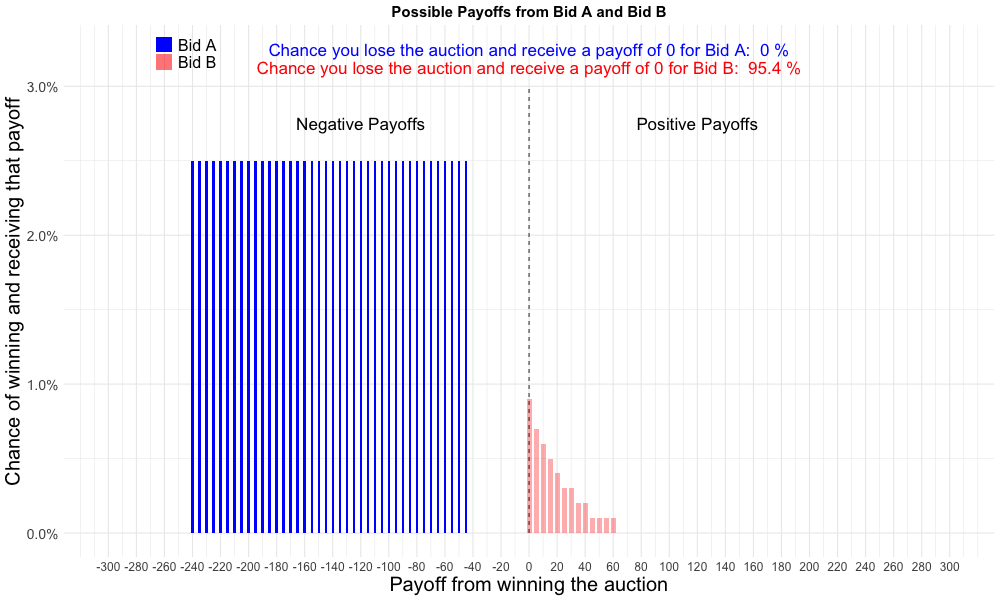 Possible Payoffs from Bid A and Bid B
Bid A
Bid B
Chance you lose the auction and receive a payoff of 0 for Bid A:  0 %
Chance you lose the auction and receive a payoff of 0 for Bid B:  95.4 %
Negative Payoffs
Positive Payoffs
Chance of winning and receiving that payoff
3.0%
2.0%
1.0%
0.0%
-300 -280 -260 -240 -220 -200 -180 -160 -140 -120 -100 -80 -60 -40 -20 0 20 40 60 80 100 120 140 160 180 200 220 240 260 280 300
Payoff from winning the auction